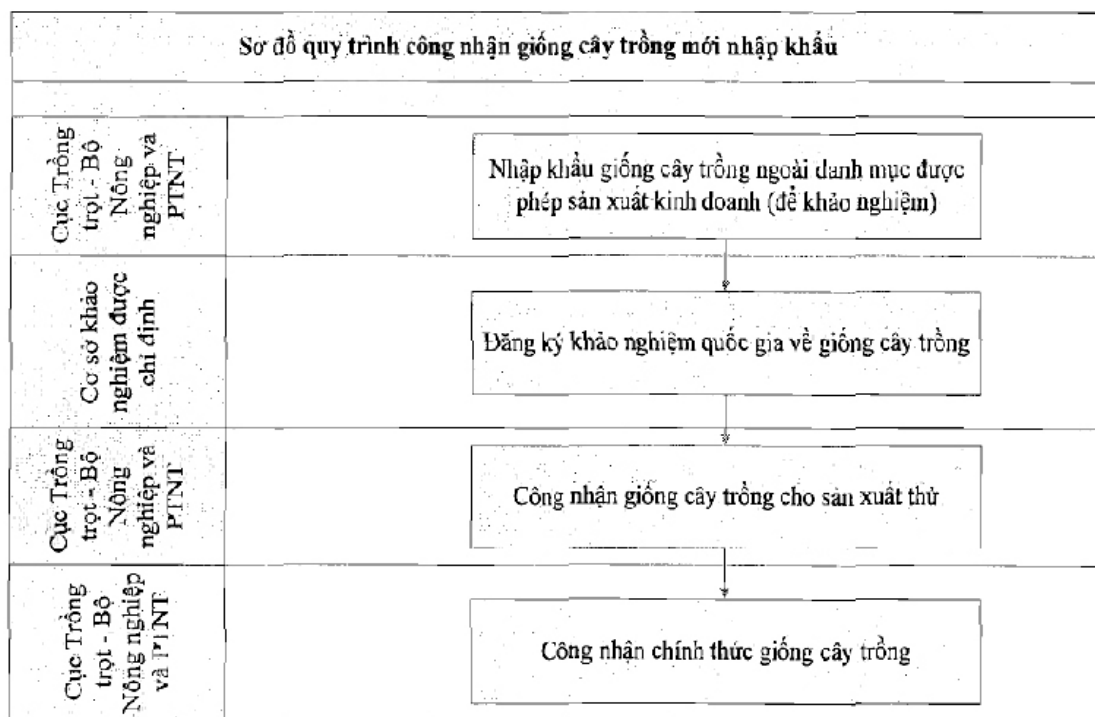 Sơ đồ quy trình công nhận giống cây trồng mới nhập khẩu
Cục Trồng
trọt - Bộ
Nông
nghiệp và
PTNT
Nhập khẩu giống cây trồng ngoài danh mục được
phép sản xuất kinh doanh (để khảo nghiệm)
Cơ sở khảo
nghiệm được
chỉ định
Đăng ký khảo nghiệm quốc gia về giống cây trồng
Cục Trồng
trọt - Bộ
Nông
nghiệp và
PTNT
Công nhận giống cây trồng cho sản xuất thử
Cục Trồng
trọt - Bộ
Nông nghiệp
và PTNT
Công nhận chính thức giống cây trồng